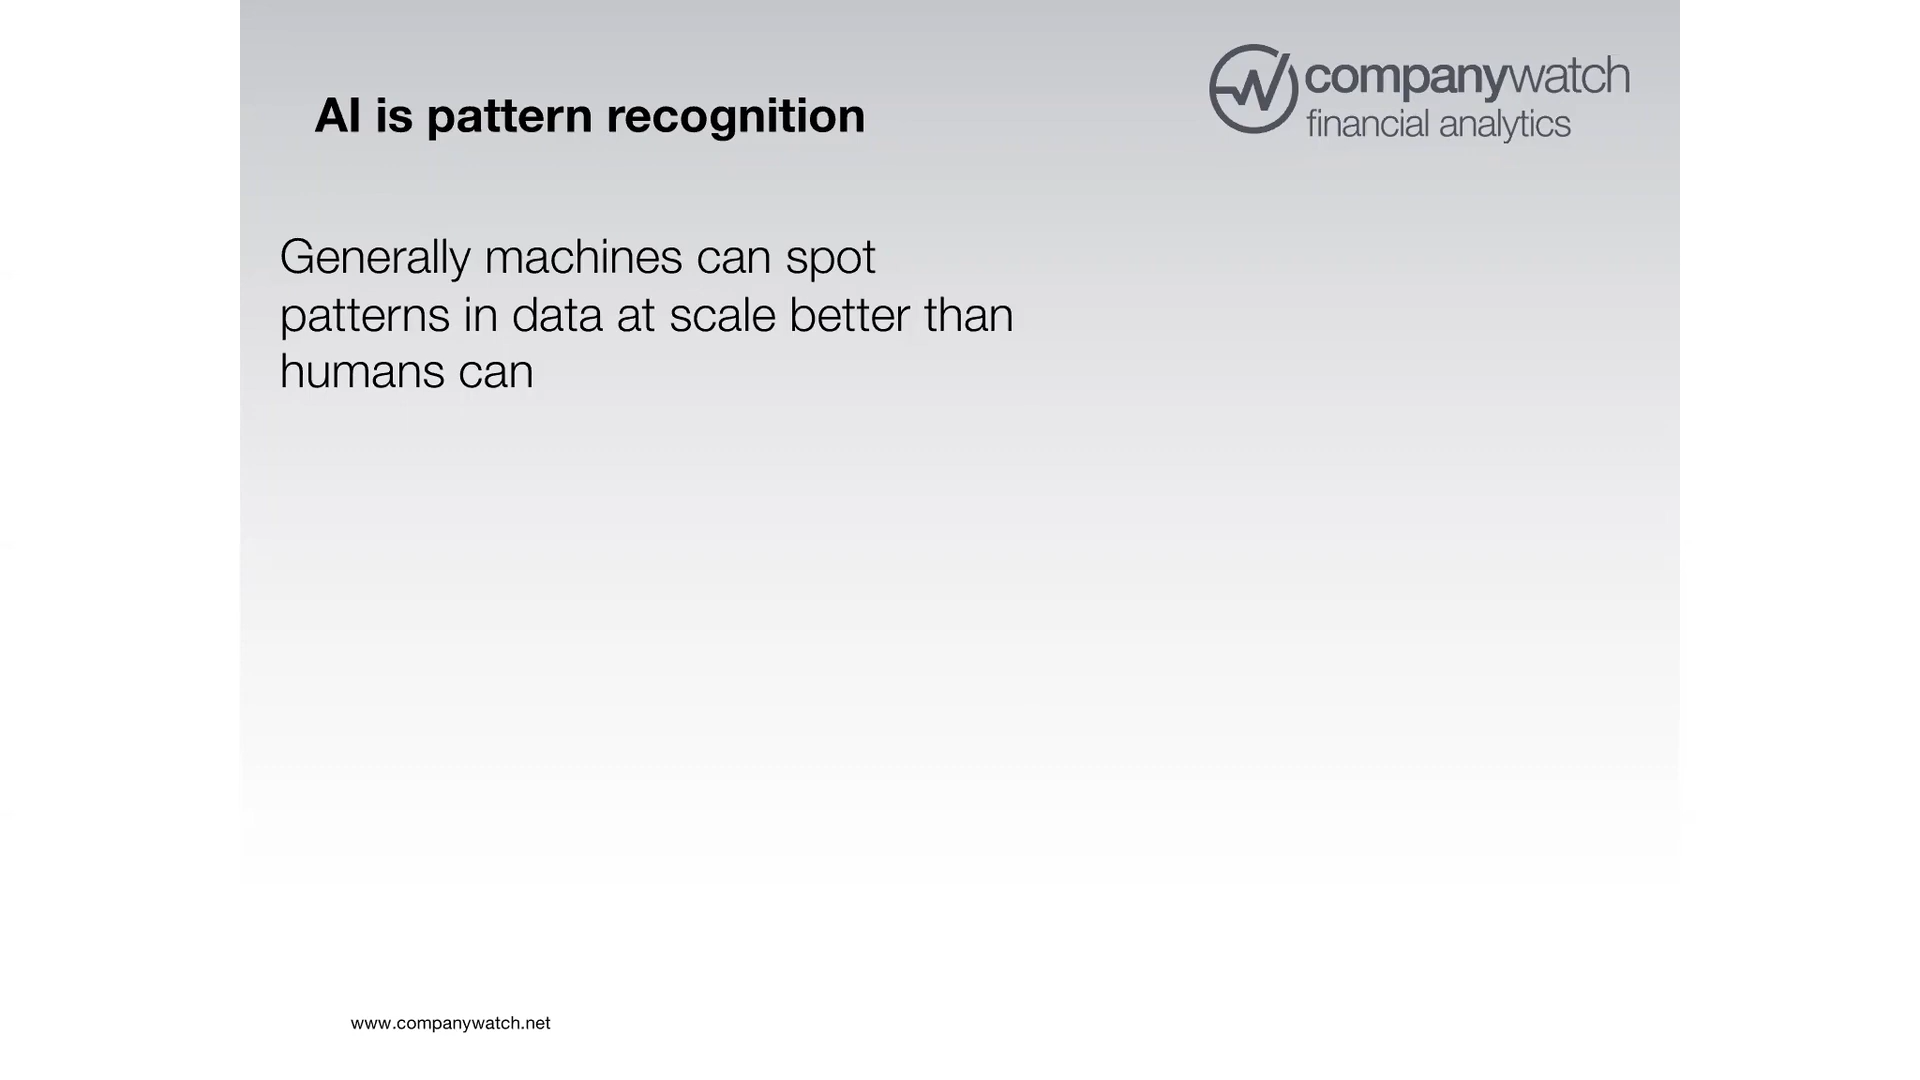 AI is pattern recognition
companywatch
financial analytics
Generally machines can spot
patterns in data at scale better than
humans can
www.companywatch.net